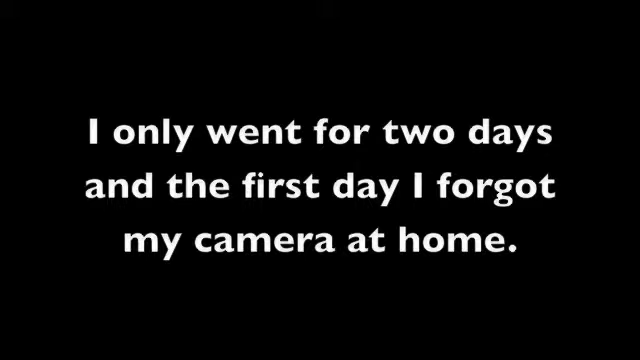 I only went for two days
and the first day I forgot
my camera at home.